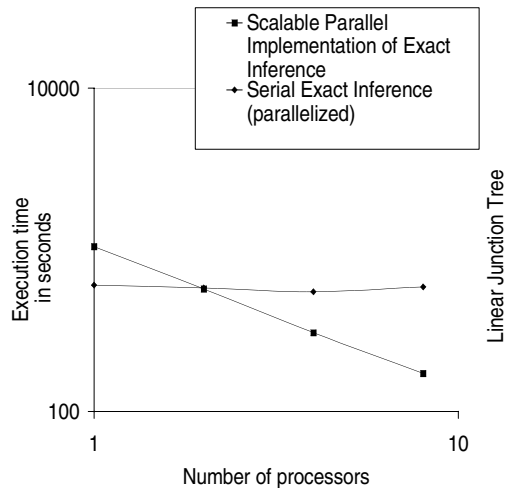 Scalable Parallel
Implementation of Exact
Inference
Serial Exact Inference
(parallelized)
10000
Execution time
in seconds
Linear Junction Tree
100
1
10
Number of processors